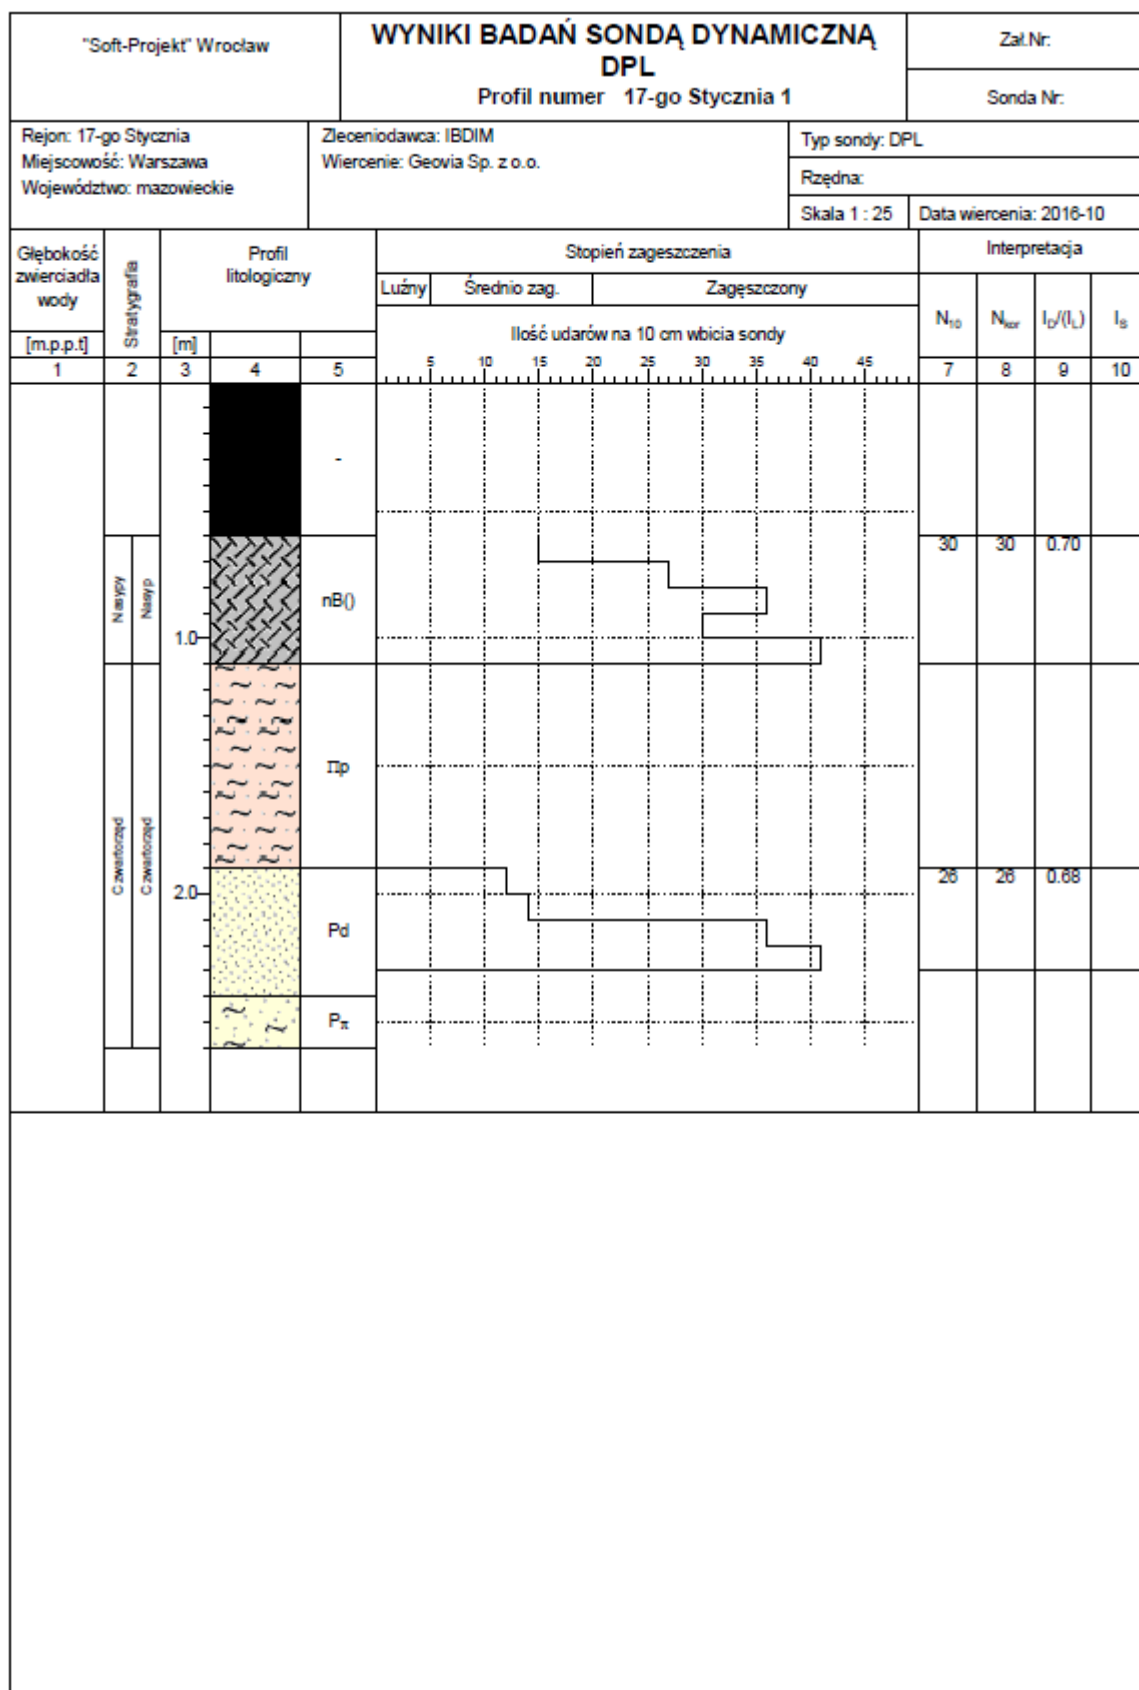 "Soft-Projekt" Wrocław
WYNIKI BADAŃ SONDĄ DYNAMICZNĄ
DPL
Profil numer 17-go Stycznia 1
Zał.Nr:
Sonda Nr:
Rejon: 17-go Stycznia
Miejscowość: Warszawa
Województwo: mazowieckie
Zleceniodawca: IBDIM
Wiercenie: Geovia Sp. z o.o.
Typ sondy: DPL
Rzędna:
Skala 1 : 25
Data wiercenia: 2016-10
Głębokość
zwierciadła
wody
[m.p.p.t]
Stratygrafia
Profil
litologiczny
[m]
Stopień zageszczenia
Luźny
Średnio zag.
Zagęszczony
Ilość udarów na 10 cm wbicia sondy
5 10 15 20 25 30 35 40 45
Interpretacja
N10
Nkor
ID/(IL)
IS
1 2 3 4 5 7 8 9 10
-
Nasypy
Nasyp
nB()
30 30 0.70
1.0
Πp
Czwartorzęd
Czwartorzęd
26 26 0.68
2.0
Pd
Pπ